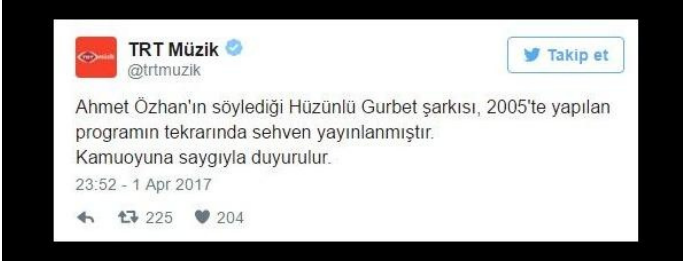 TRT Müzik
@trtmuzik
Takip et
Ahmet Özhan'ın söylediği Hüzünlü Gurbet şarkısı, 2005'te yapılan
programın tekrarında sehven yayınlanmıştır.
Kamuoyuna saygıyla duyurulur.
23:52 - 1 Apr 2017
225 204